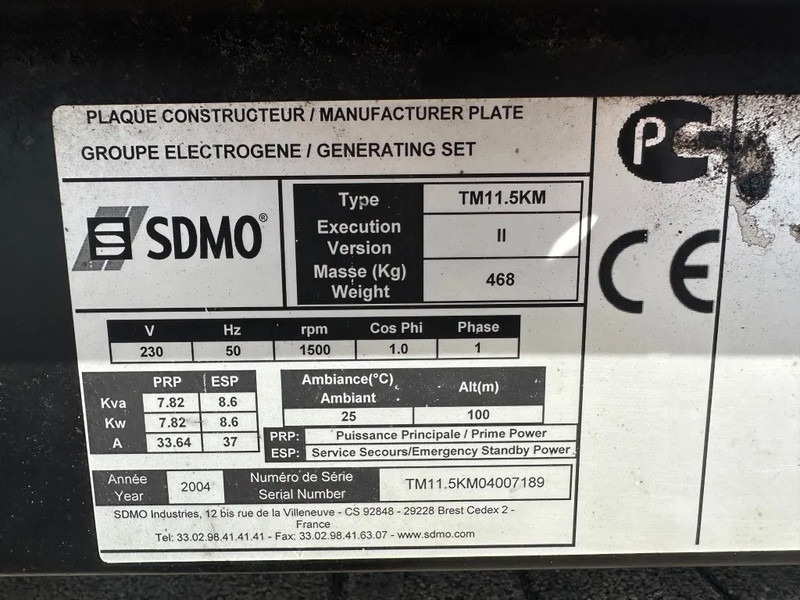 PLAQUE CONSTRUCTEUR / MANUFACTURER PLATE
GROUPE ELECTROGENE / GENERATING SET
PC
SDMO®
Type TM11.5KM
Execution Version II
Masse (Kg) Weight 468
CE
V Hz rpm Cos Phi Phase
230 50 1500 1.0 1
PRP ESP
Kva 7.82 8.6
Kw 7.82 8.6
A 33.64 37
Ambiance(°C) Ambiant Alt(m)
25 100
PRP: Puissance Principale / Prime Power
ESP: Service Secours/Emergency Standby Power
Année Year 2004 Numéro de Série Serial Number TM11.5KM04007189
SDMO Industries, 12 bis rue de la Villeneuve - CS 92848 - 29228 Brest Cedex 2 -
France
Tel: 33.02.98.41.41.41 - Fax: 33.02.98.41.63.07 - www.sdmo.com